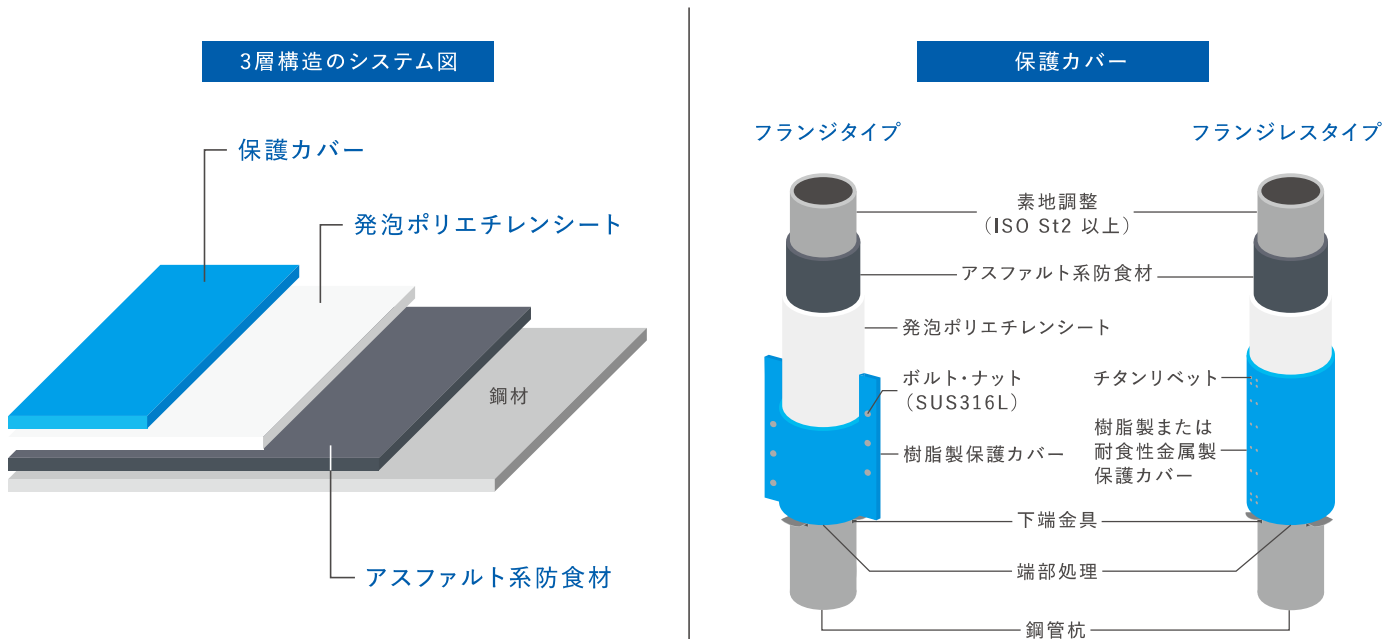 3層構造のシステム図
保護カバー
発泡ポリエチレンシート
鋼材
アスファルト系防食材
保護カバー
フランジタイプ
フランジレスタイプ
素地調整
（ISO St2 以上）
アスファルト系防食材
発泡ポリエチレンシート
ボルト・ナット
（SUS316L）
樹脂製保護カバー
チタンリベット
樹脂製または
耐食性金属製
保護カバー
下端金具
端部処理
鋼管杭